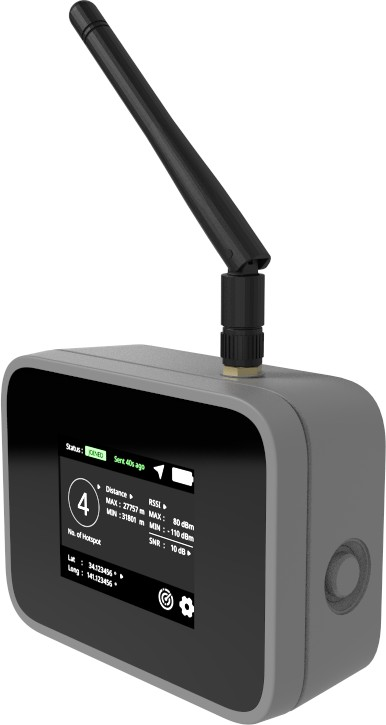 Status : JOINED Sent 40s ago
4
No. of Hotspot
Distance
MAX : 27757 m
MIN : 31801 m
RSSI
MAX : 80 dBm
MIN : -110 dBm
SNR : 10 dB
Lat : 34.123456 °
Long : 141.123456 °